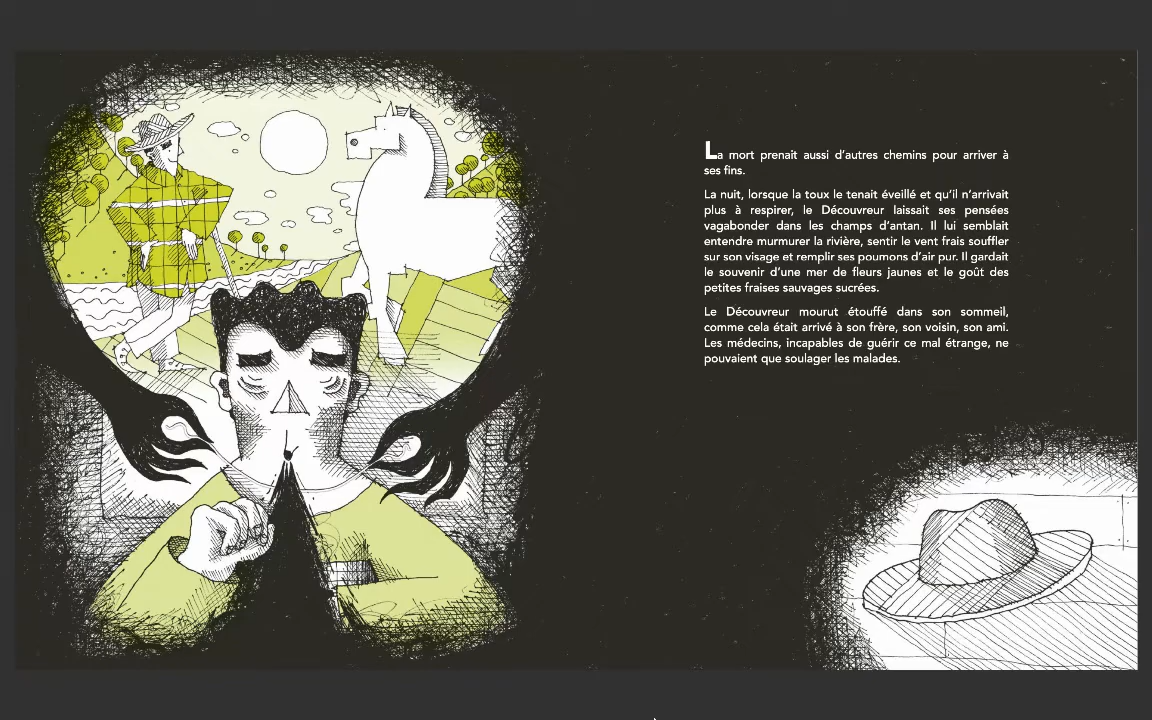 La mort prenait aussi d'autres chemins pour arriver à
ses fins.
La nuit, lorsque la toux le tenait éveillé et qu'il n'arrivait
plus à respirer, le Découvreur laissait ses pensées
vagabonder dans les champs d'antan. Il lui semblait
entendre murmurer la rivière, sentir le vent frais souffler
sur son visage et remplir ses poumons d'air pur. Il gardait
le souvenir d'une mer de fleurs jaunes et le goût des
petites fraises sauvages sucrées.
Le Découvreur mourut étouffé dans son sommeil,
comme cela était arrivé à son frère, son voisin, son ami.
Les médecins, incapables de guérir ce mal étrange, ne
pouvaient que soulager les malades.